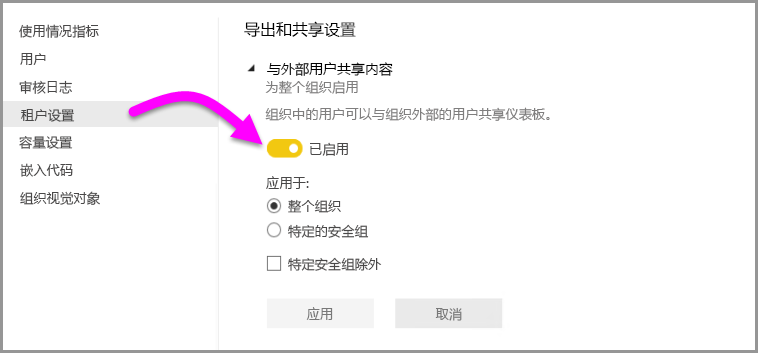 使用情况指标
用户
审核日志
租户设置
容量设置
嵌入代码
组织视觉对象
导出和共享设置
与外部用户共享内容
为整个组织启用
组织中的用户可以与组织外部的用户共享仪表板。
已启用
应用于:
整个组织
特定的安全组
特定安全组除外
应用
取消